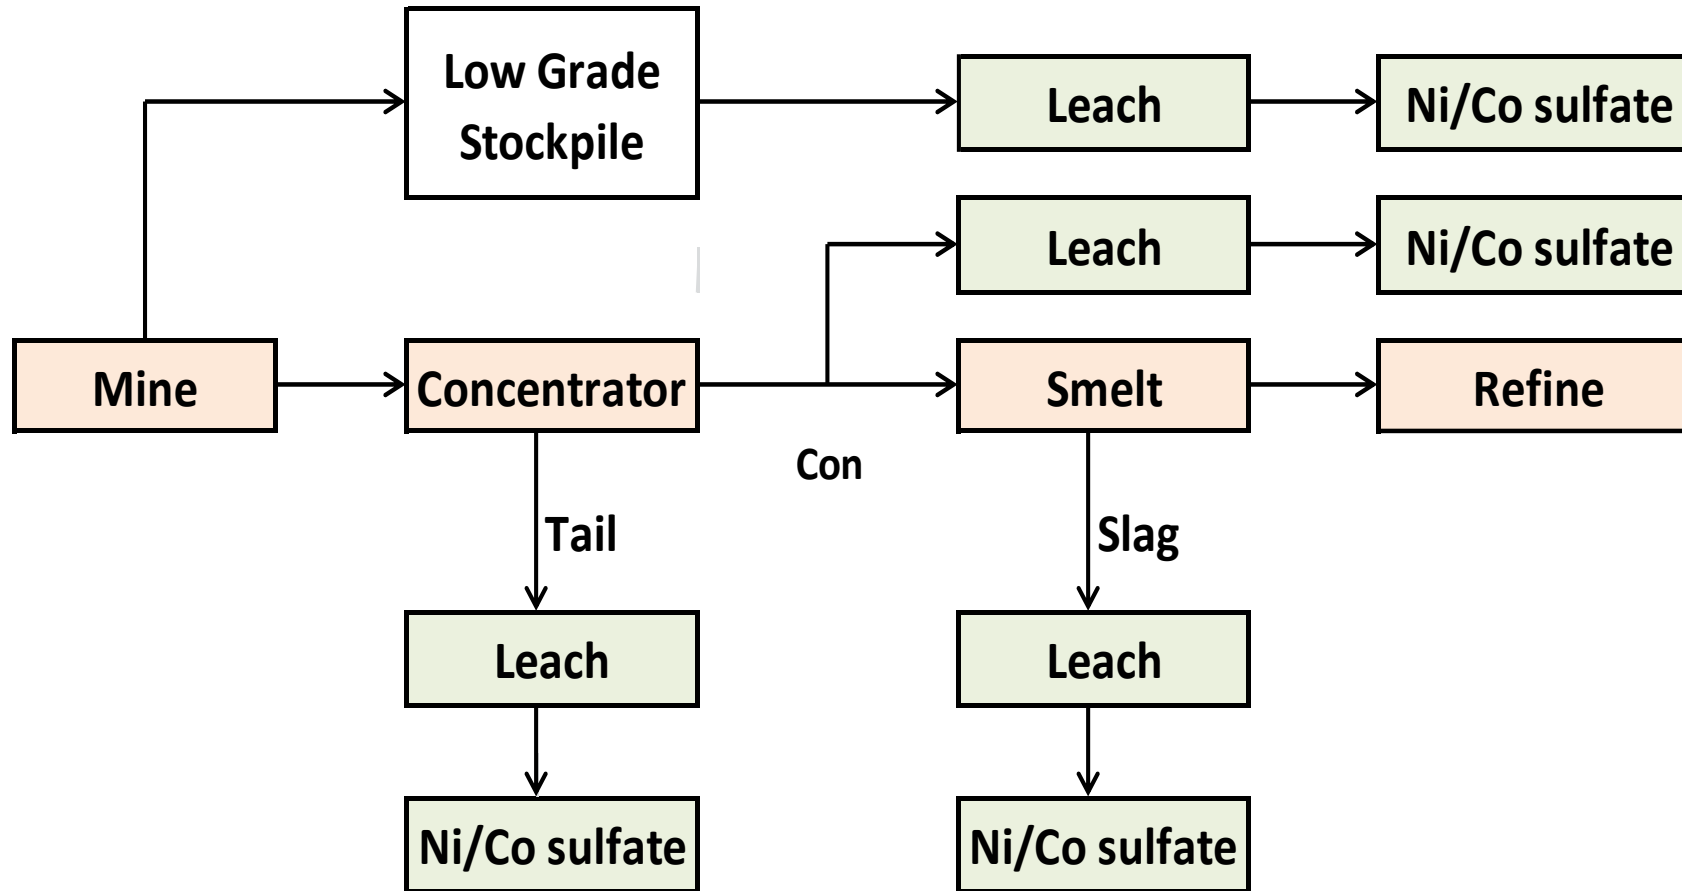 Low Grade
Stockpile
Leach
Ni/Co sulfate
Leach
Ni/Co sulfate
Mine
Concentrator
Smelt
Refine
Con
Tail
Slag
Leach
Leach
Ni/Co sulfate
Ni/Co sulfate